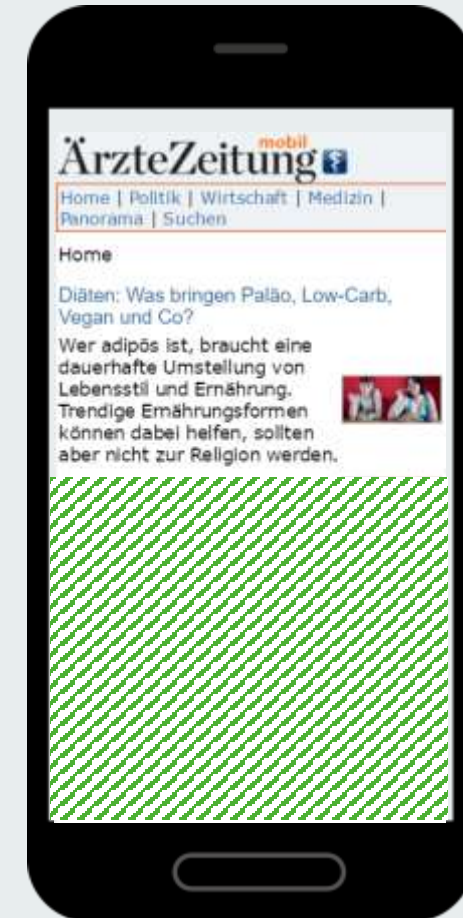 mobil
ÄrzteZeitung
Home | Politik | Wirtschaft | Medizin |
Panorama | Suchen
Home
Diäten: Was bringen Paläo, Low-Carb,
Vegan und Co?
Wer adipös ist, braucht eine
dauerhafte Umstellung von
Lebensstil und Ernährung.
Trendige Ernährungsformen
können dabei helfen, sollten
aber nicht zur Religion werden.